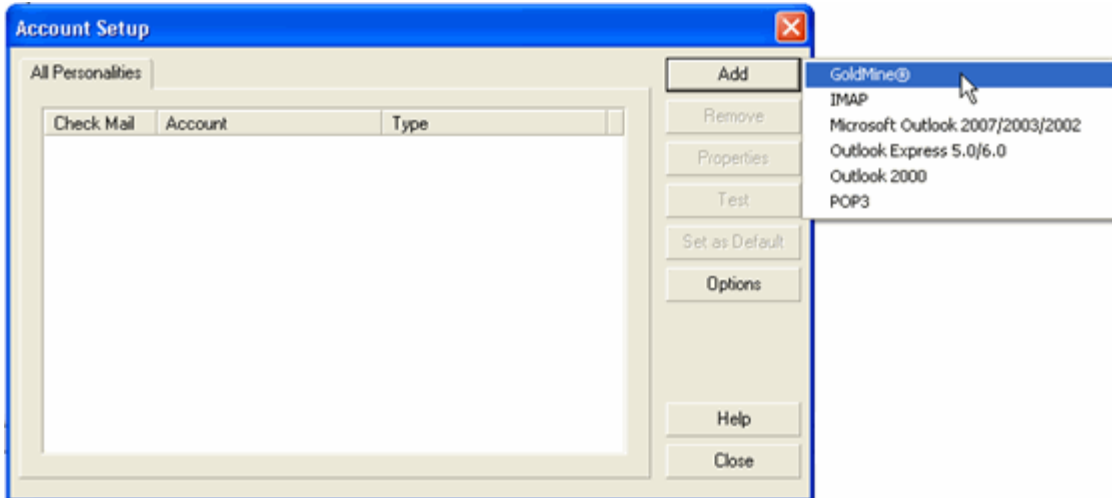 Account Setup
All Personalities
Check Mail Account Type
Add
Remove
Properties
Test
Set as Default
Options
Help
Close
GoldMine®
IMAP
Microsoft Outlook 2007/2003/2002
Outlook Express 5.0/6.0
Outlook 2000
POP3